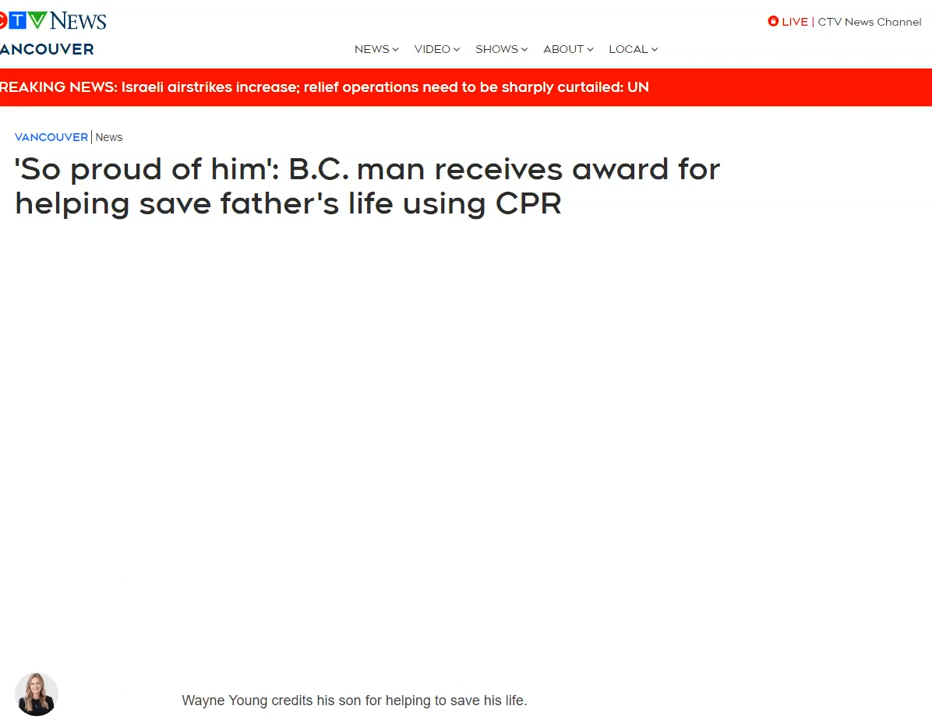 CTV News
LIVE | CTV News Channel
ANCOUVER
NEWS VIDEO SHOWS ABOUT LOCAL
REAKING NEWS: Israeli airstrikes increase; relief operations need to be sharply curtailed: UN
VANCOUVER | News
'So proud of him': B.C. man receives award for
helping save father's life using CPR
Wayne Young credits his son for helping to save his life.